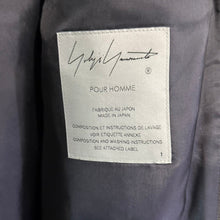 Yohji Yamamoto
®
POUR HOMME
FABRIQUÉ AU JAPON
MADE IN JAPAN
COMPOSITION ET INSTRUCTIONS DE LAVAGE
VOIR ETIQUETTE ANNEXE
COMPOSITION AND WASHING INSTRUCTIONS
SEE ATTACHED LABEL
1